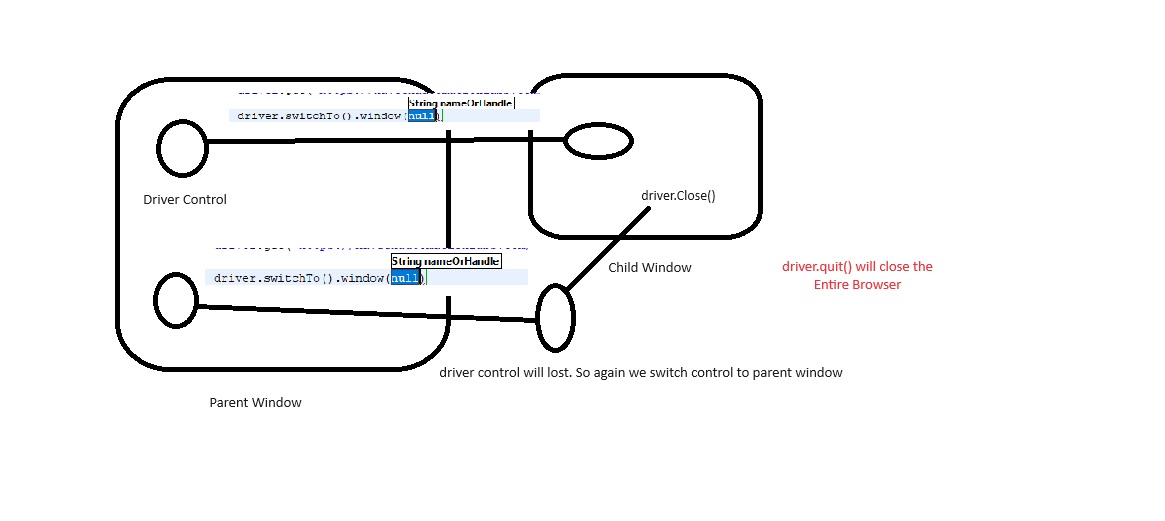 String nameOrHandle
driver.switchTo().window(null)
Driver Control
driver.Close()
String nameOrHandle
driver.switchTo().window(null)
Child Window
driver.quit() will close the
Entire Browser
driver control will lost. So again we switch control to parent window
Parent Window